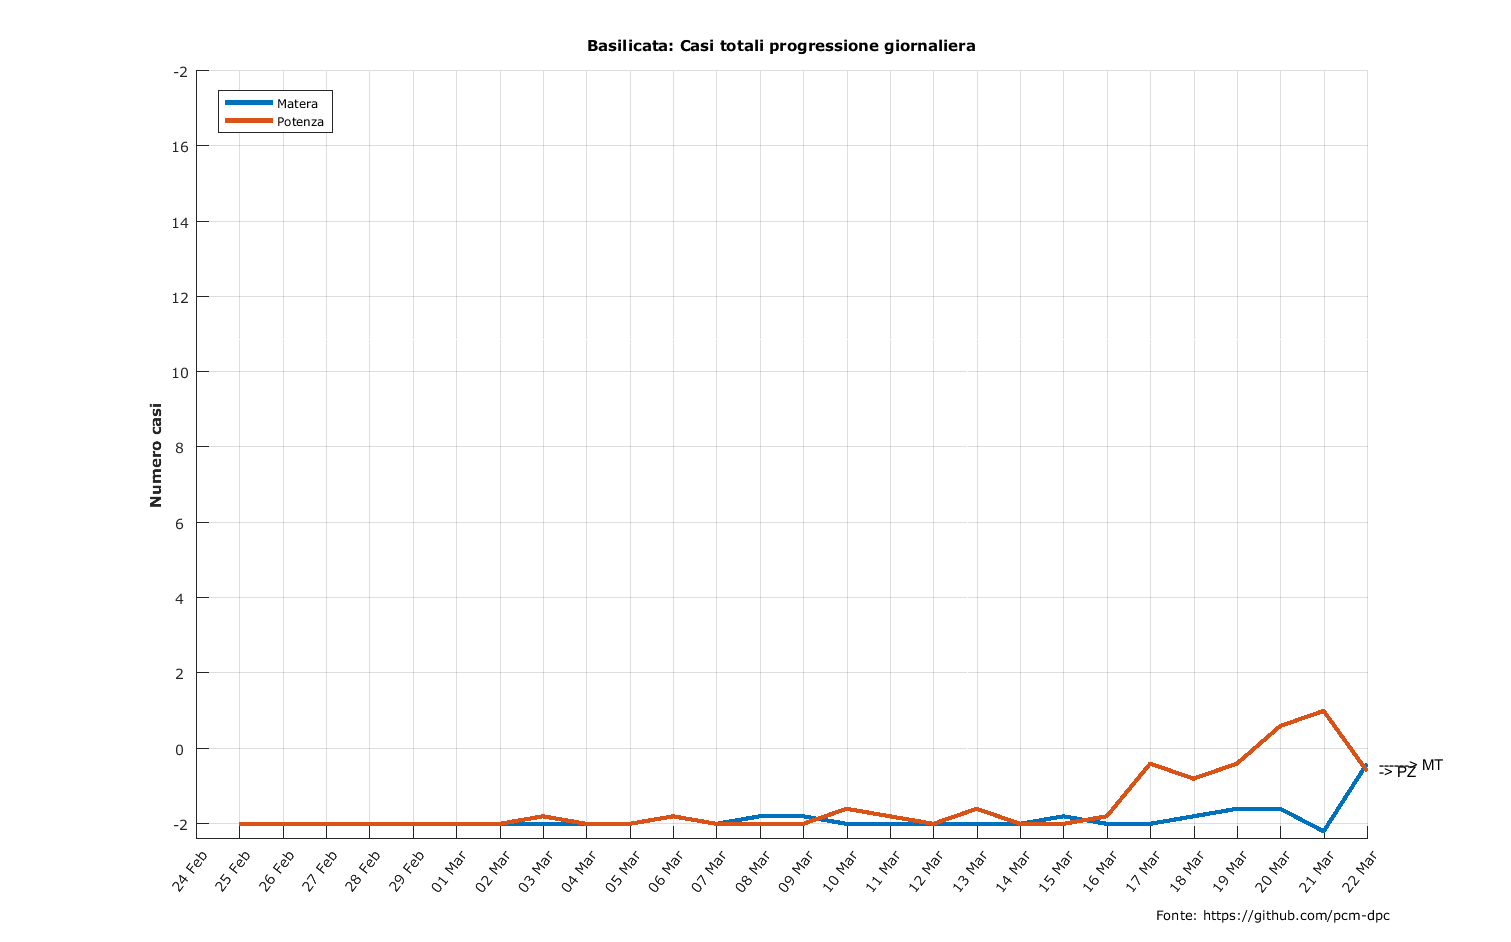 Basilicata: Casi totali progressione giornaliera
-2
16
14
12
10
8
6
4
2
0
-2
Numero casi
Matera
Potenza
------> MT
-> PZ
24 Feb
25 Feb
26 Feb
27 Feb
28 Feb
29 Feb
01 Mar
02 Mar
03 Mar
04 Mar
05 Mar
06 Mar
07 Mar
08 Mar
09 Mar
10 Mar
11 Mar
12 Mar
13 Mar
14 Mar
15 Mar
16 Mar
17 Mar
18 Mar
19 Mar
20 Mar
21 Mar
22 Mar
Fonte: https://github.com/pcm-dpc